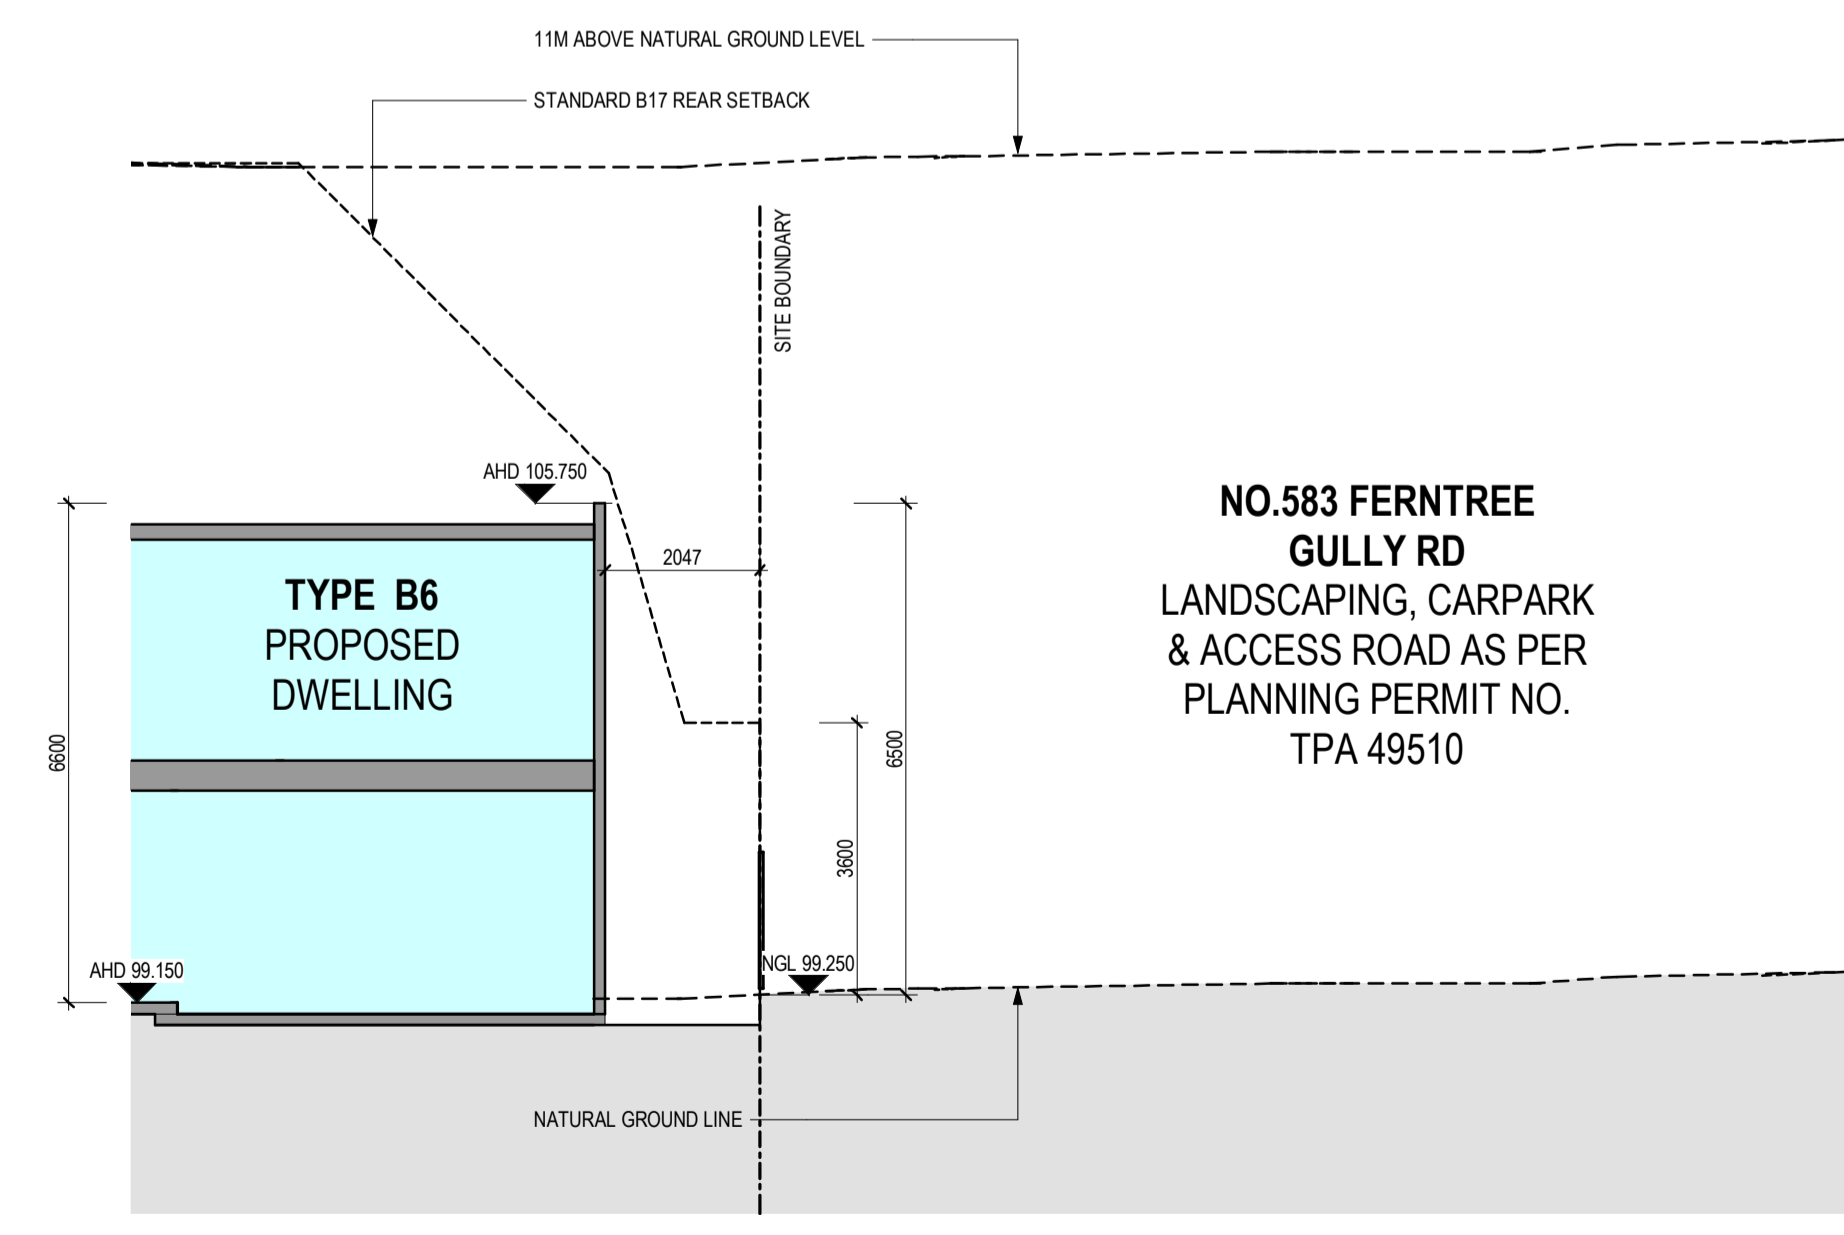 11M ABOVE NATURAL GROUND LEVEL
STANDARD B17 REAR SETBACK
SITE BOUNDARY
AHD 105.750
2047
TYPE B6
PROPOSED
DWELLING
NO.583 FERNTREE
GULLY RD
LANDSCAPING, CARPARK
& ACCESS ROAD AS PER
PLANNING PERMIT NO.
TPA 49510
6600
6500
3600
AHD 99.150
NGL 99.250
NATURAL GROUND LINE